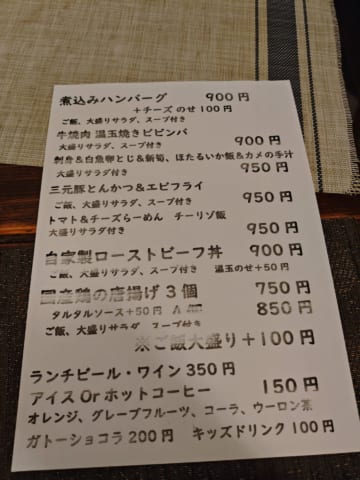 煮込みハンバーグ 900円
+チーズ のせ 100円
ご飯、大盛りサラダ、スープ付き
牛焼肉 温玉焼きビビンバ
大盛りサラダ、スープ付き 900円
刺身&白魚卵とじ&新筍、ほたるいか飯&カメの手汁
大盛りサラダ付き 950円
三元豚とんかつ&エビフライ
ご飯、大盛りサラダ、スープ付き 950円
トマト&チーズらーめん チーリゾ飯
大盛りサラダ付き 950円
自家製ローストビーフ丼 900円
ご飯、大盛りサラダ、スープ付き 温玉のせ+50円
国産鶏の唐揚げ3個 750円
タルタルソース+50円 850円
ご飯、大盛りサラダ、スープ付き
※ご飯大盛り+100円
ランチビール・ワイン 350円
アイス Or ホットコーヒー 150円
オレンジ、グレープフルーツ、コーラ、ウーロン茶
ガトーショコラ 200円 キッズドリンク 100円